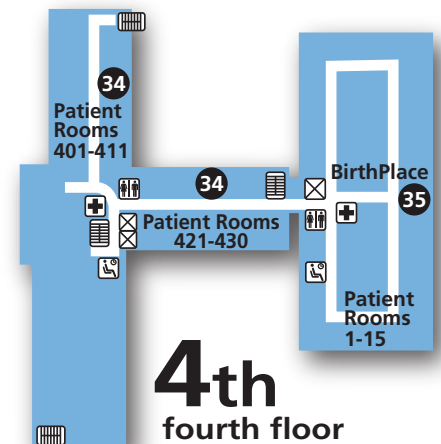 34
Patient
Rooms
401-411
34
Patient Rooms
421-430
BirthPlace
35
Patient
Rooms
1-15
4th
fourth floor